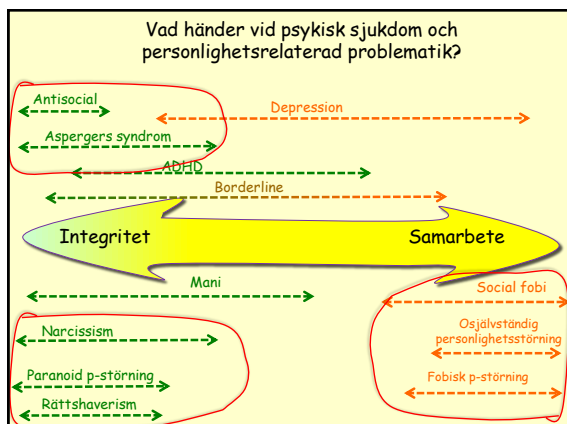 Vad händer vid psykisk sjukdom och
personlighetsrelaterad problematik?
Antisocial
Depression
Aspergers syndrom
ADHD
Borderline
Integritet
Samarbete
Mani
Social fobi
Narcissism
Osjälvständig
personlighetsstörning
Paranoid p-störning
Fobisk p-störning
Rättshaverism